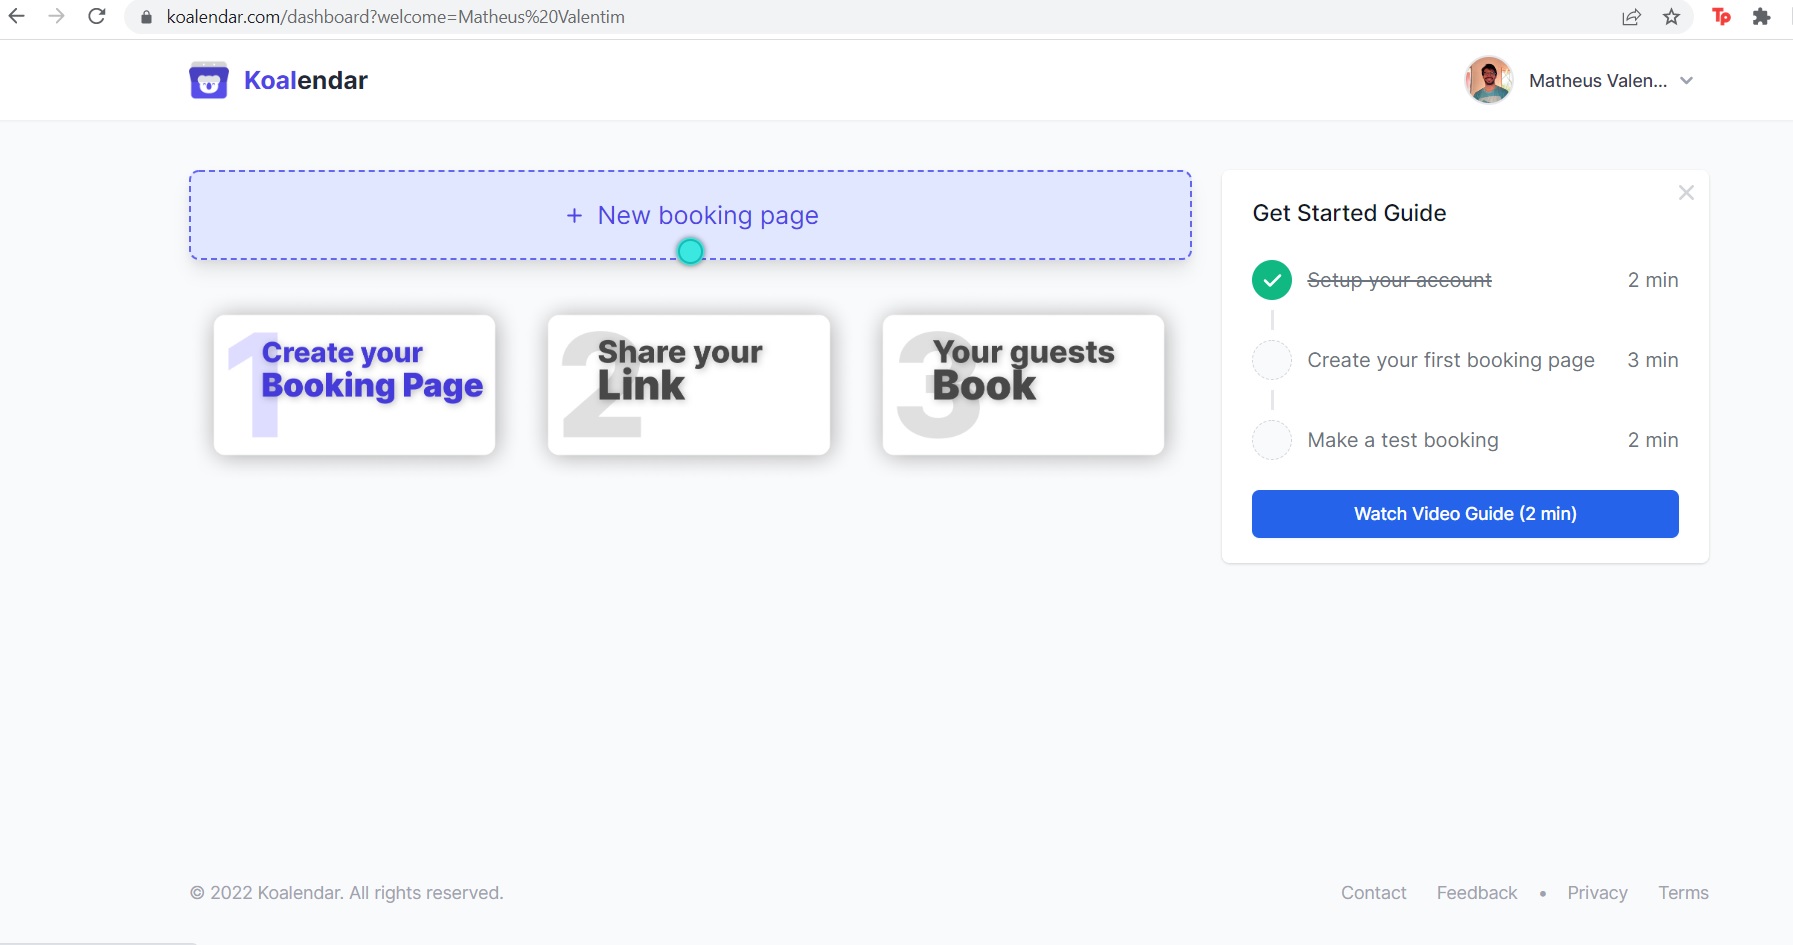 koalendar.com/dashboard?welcome=Matheus%20Valentim
Tp
Koalendar
Matheus Valen...
+ New booking page
1
Create your
Booking Page
2
Share your
Link
3
Your guests
Book
Get Started Guide
Setup your account 2 min
Create your first booking page 3 min
Make a test booking 2 min
Watch Video Guide (2 min)
© 2022 Koalendar. All rights reserved.
Contact Feedback • Privacy Terms